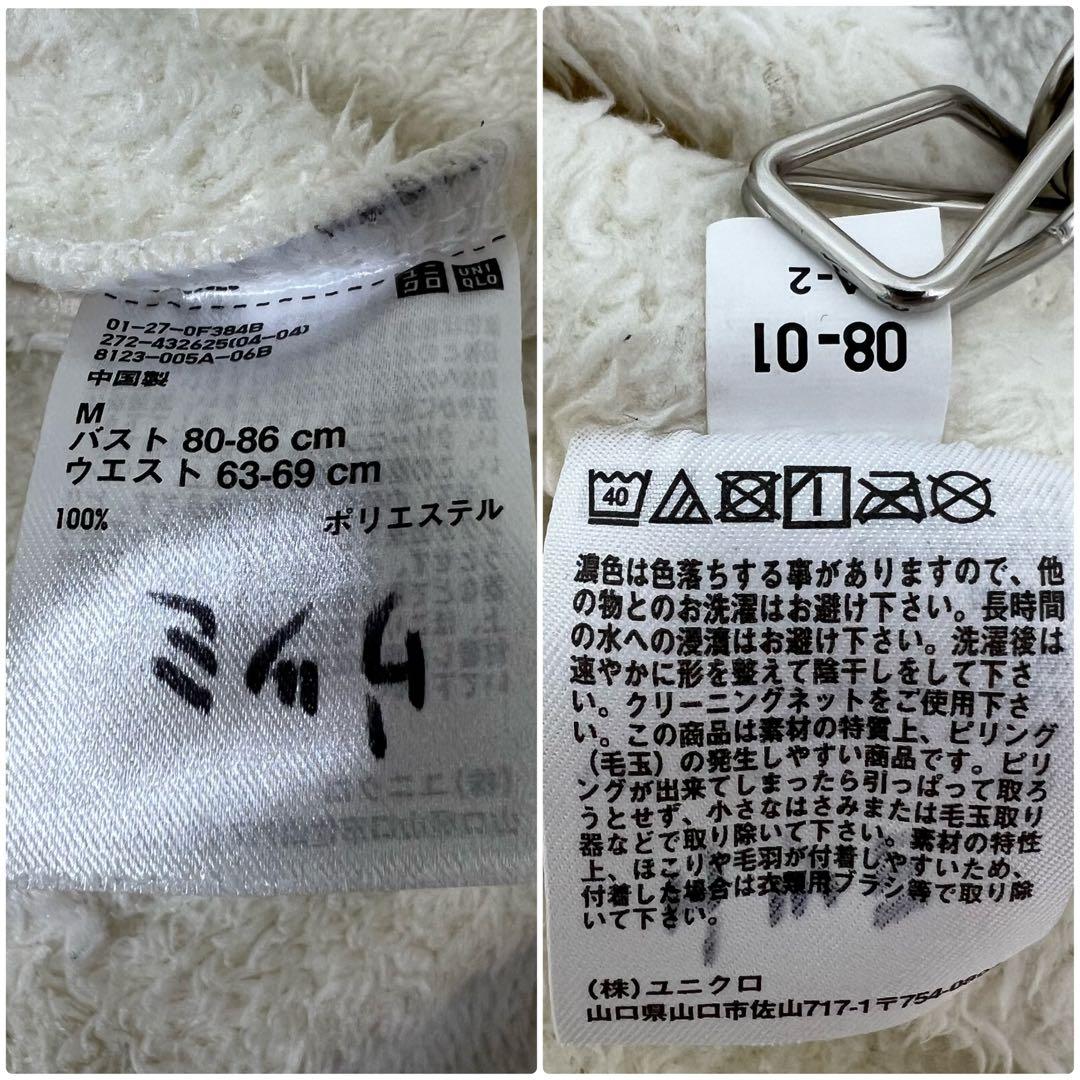 ユニクロ UNIQLO
01-27-0F384B
272-432625(04-04)
8123-005A-06B
中国製
M
バスト 80-86 cm
ウエスト 63-69 cm
100% ポリエステル
A-2
08-01
40
濃色は色落ちする事がありますので、他
の物とのお洗濯はお避け下さい。長時間
の水への浸漬はお避け下さい。洗濯後は
速やかに形を整えて陰干しをして下さ
い。クリーニングネットをご使用下さ
い。この商品は素材の特質上、ピリング
(毛玉)の発生しやすい商品です。ピリ
ングが出来てしまったら引っぱって取ろ
うとせず、小さなはさみまたは毛玉取り
器などで取り除いて下さい。素材の特性
上、ほこりや毛羽が付着しやすいため、
付着した場合は衣類用ブラシ等で取り除
いて下さい。
(株)ユニクロ
山口県山口市佐山717-1〒754-08